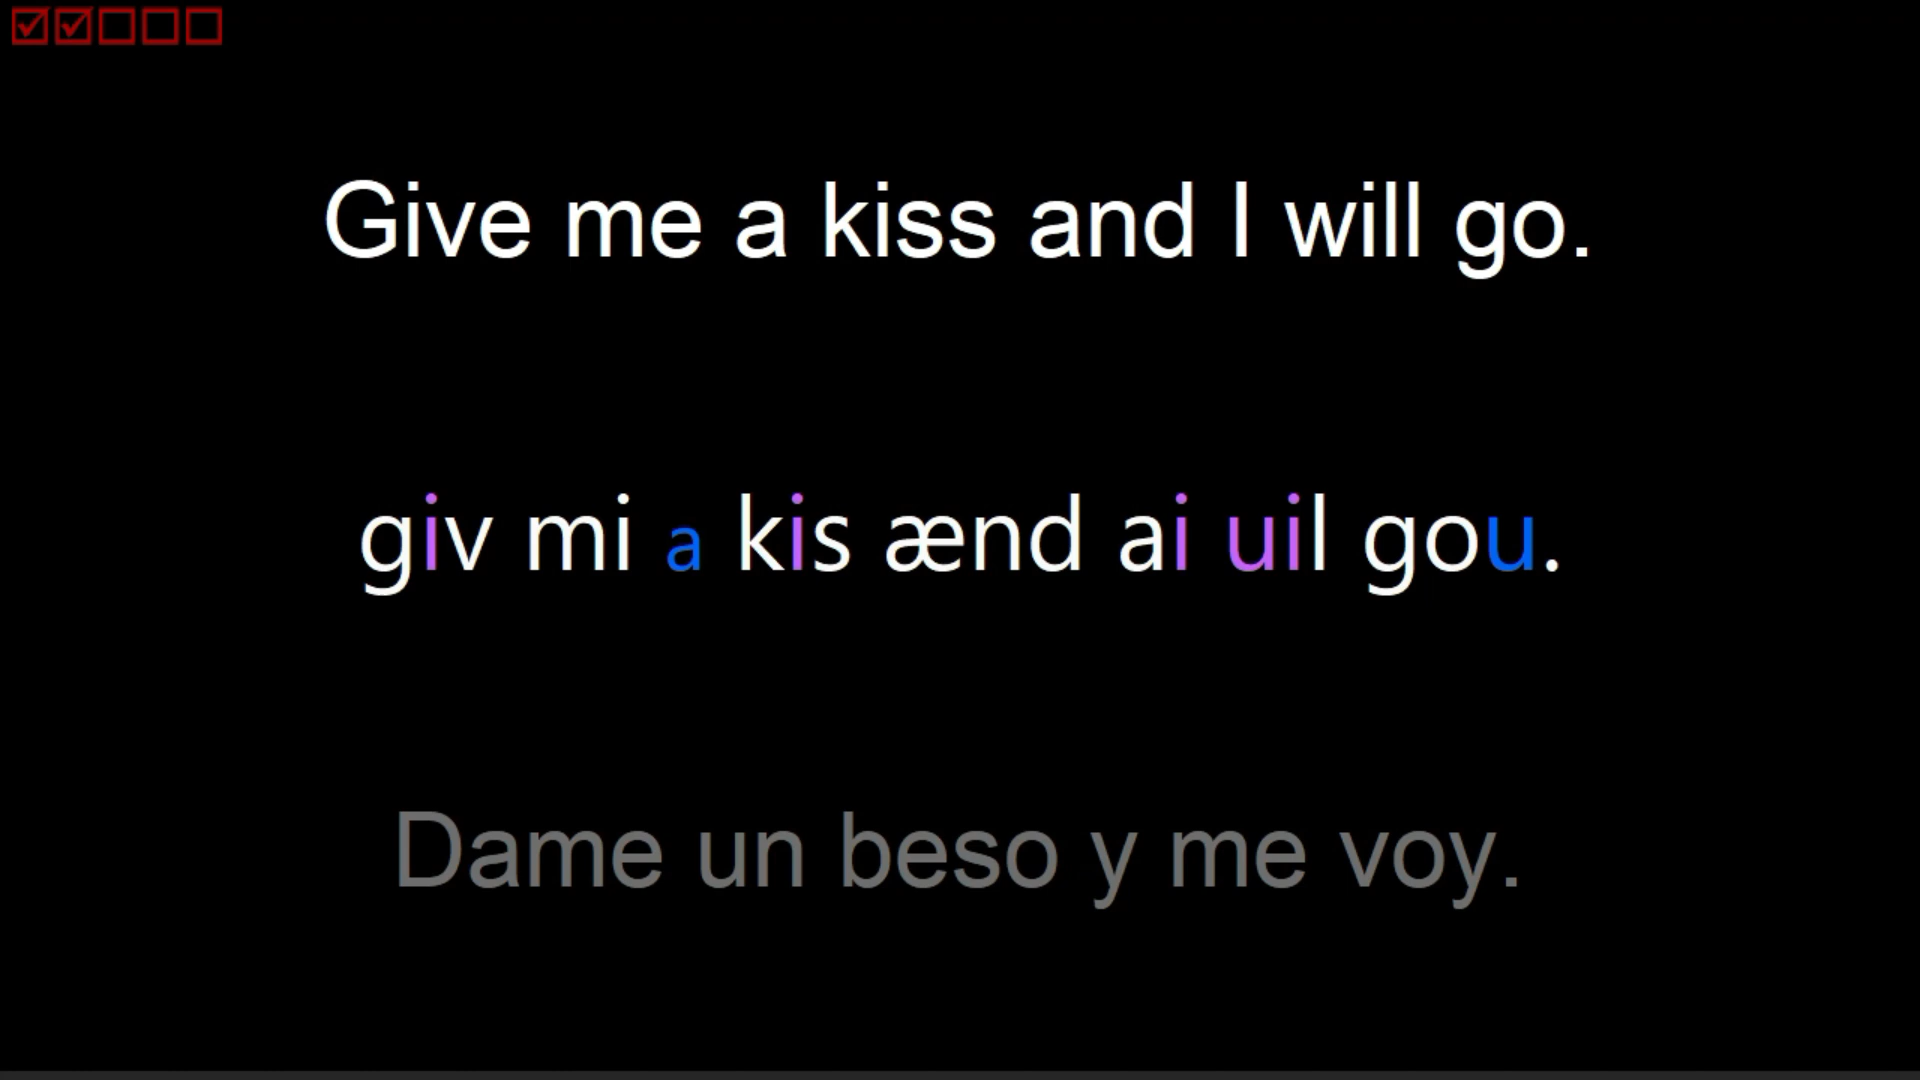 Give me a kiss and I will go.
giv mi a kis ænd ai uil gou.
Dame un beso y me voy.